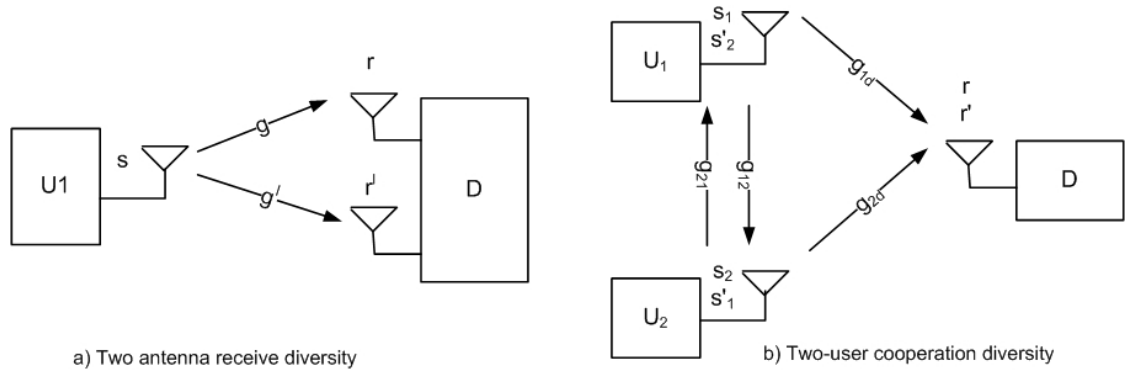 r
s
g
U1
g'
r'
D
a) Two antenna receive diversity
s1
s'2
U1
g1d
r
r'
g21
g12
D
g2d
s2
s'1
U2
b) Two-user cooperation diversity